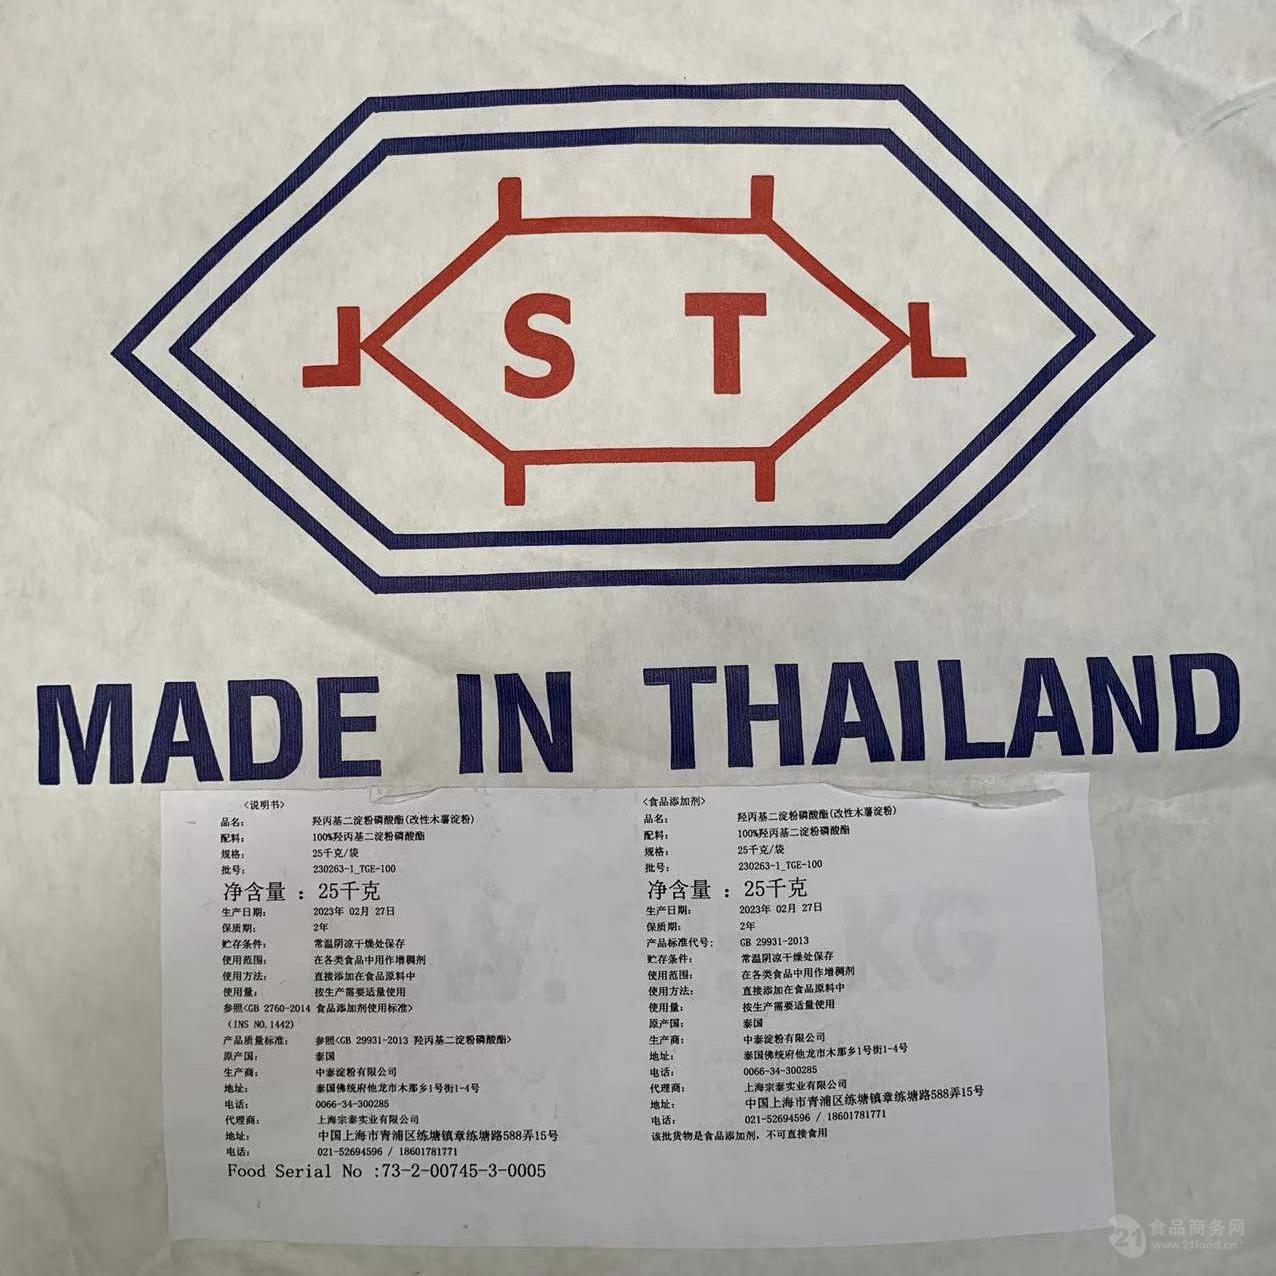 S T
MADE IN THAILAND
<说明书>
品名: 羟丙基二淀粉磷酸酯(改性木薯淀粉)
配料: 100%羟丙基二淀粉磷酸酯
规格: 25千克/袋
批号: 230263-1_TGE-100
净含量 : 25千克
生产日期: 2023年 02月 27日
保质期: 2年
贮存条件: 常温阴凉干燥处保存
使用范围: 在各类食品中用作增稠剂
使用方法: 直接添加在食品原料中
使用量: 按生产需要适量使用
参照<GB 2760-2014 食品添加剂使用标准>
(INS NO.1442)
产品质量标准: 参照<GB 29931-2013 羟丙基二淀粉磷酸酯>
原产国: 泰国
生产商: 中泰淀粉有限公司
地址: 泰国佛统府他龙市木那乡1号街1-4号
电话: 0066-34-300285
代理商: 上海宗泰实业有限公司
地址: 中国上海市青浦区练塘镇章练塘路588弄15号
电话: 021-52694596 / 18601781771
Food Serial No :73-2-00745-3-0005
<食品添加剂>
品名: 羟丙基二淀粉磷酸酯(改性木薯淀粉)
配料: 100%羟丙基二淀粉磷酸酯
规格: 25千克/袋
批号: 230263-1_TGE-100
净含量 : 25千克
生产日期: 2023年 02月 27日
保质期: 2年
产品标准代号: GB 29931-2013
贮存条件: 常温阴凉干燥处保存
使用范围: 在各类食品中用作增稠剂
使用方法: 直接添加在食品原料中
使用量: 按生产需要适量使用
原产国: 泰国
生产商: 中泰淀粉有限公司
地址: 泰国佛统府他龙市木那乡1号街1-4号
电话: 0066-34-300285
代理商: 上海宗泰实业有限公司
地址: 中国上海市青浦区练塘镇章练塘路588弄15号
电话: 021-52694596 / 18601781771
该批货物是食品添加剂,不可直接食用
KG
21 食品商务网
www.21food.cn